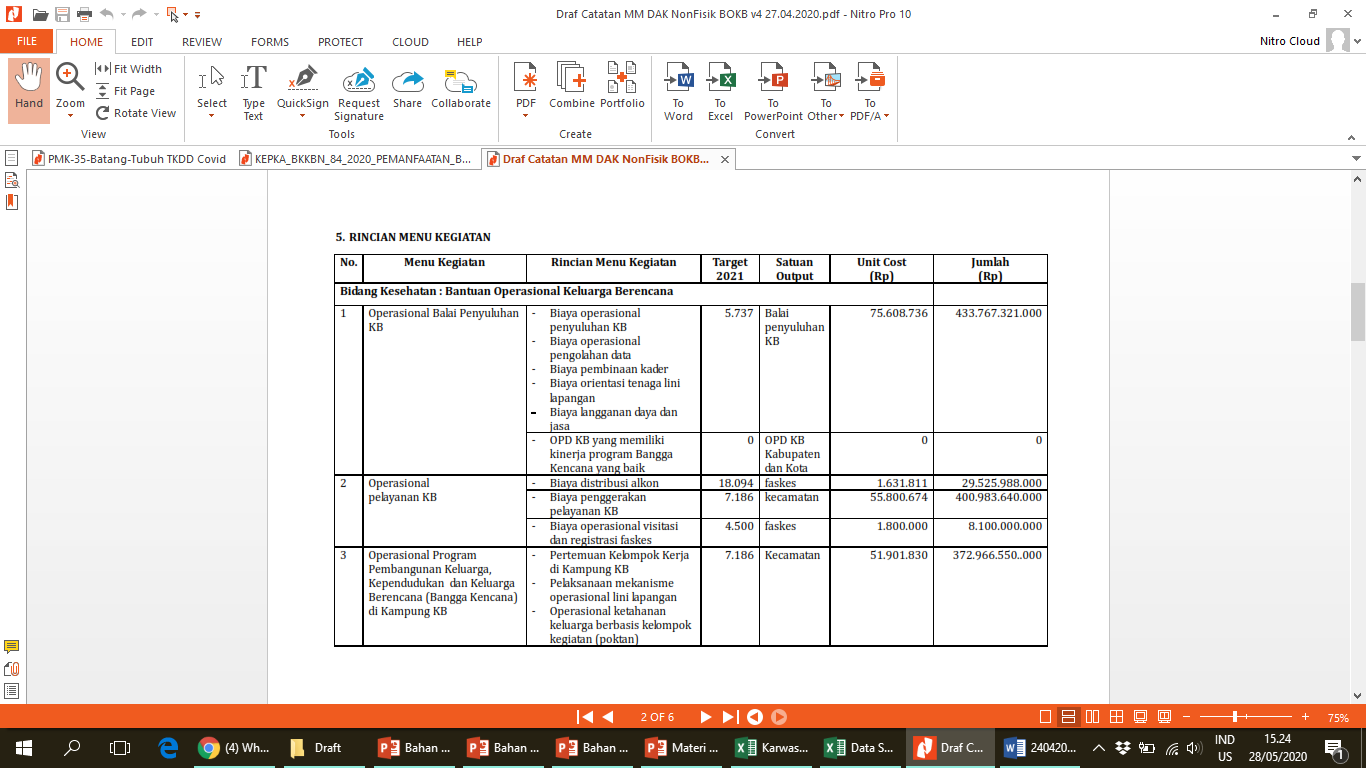 Draf Catatan MM DAK NonFisik BOKB v4 27.04.2020.pdf - Nitro Pro 10
FILE HOME EDIT REVIEW FORMS PROTECT CLOUD HELP Nitro Cloud
Hand
Zoom
Fit Width
Fit Page
Rotate View
View
Select
Type Text
QuickSign
Request Signature
Share
Collaborate
Tools
PDF
Combine
Portfolio
Create
To Word
To Excel
To PowerPoint
To Other
To PDF/A
Convert
PMK-35-Batang-Tubuh TKDD Covid
KEPKA_BKKBN_84_2020_PEMANFAATAN_B...
Draf Catatan MM DAK NonFisik BOKB...
5. RINCIAN MENU KEGIATAN
No. Menu Kegiatan Rincian Menu Kegiatan Target Satuan Unit Cost Jumlah
2021 Output (Rp) (Rp)
Bidang Kesehatan : Bantuan Operasional Keluarga Berencana
1 Operasional Balai Penyuluhan - Biaya operasional 5.737 Balai 75.608.736 433.767.321.000
KB penyuluhan KB penyuluhan
- Biaya operasional KB
pengolahan data
- Biaya pembinaan kader
- Biaya orientasi tenaga lini
lapangan
- Biaya langganan daya dan
jasa
- OPD KB yang memiliki 0 OPD KB 0 0
kinerja program Bangga Kabupaten
Kencana yang baik dan Kota
2 Operasional - Biaya distribusi alkon 18.094 faskes 1.631.811 29.525.988.000
pelayanan KB - Biaya penggerakan 7.186 kecamatan 55.800.674 400.983.640.000
pelayanan KB
- Biaya operasional visitasi 4.500 faskes 1.800.000 8.100.000.000
dan registrasi faskes
3 Operasional Program - Pertemuan Kelompok Kerja 7.186 Kecamatan 51.901.830 372.966.550..000
Pembangunan Keluarga, di Kampung KB
Kependudukan dan Keluarga - Pelaksanaan mekanisme
Berencana (Bangga Kencana) operasional lini lapangan
di Kampung KB - Operasional ketahanan
keluarga berbasis kelompok
kegiatan (poktan)
2 OF 6
75%
(4) Wh... Draft Bahan ... Bahan ... Bahan ... Materi ... Karwas... Data S... Draf C... 240420...
IND 15.24
US 28/05/2020
1